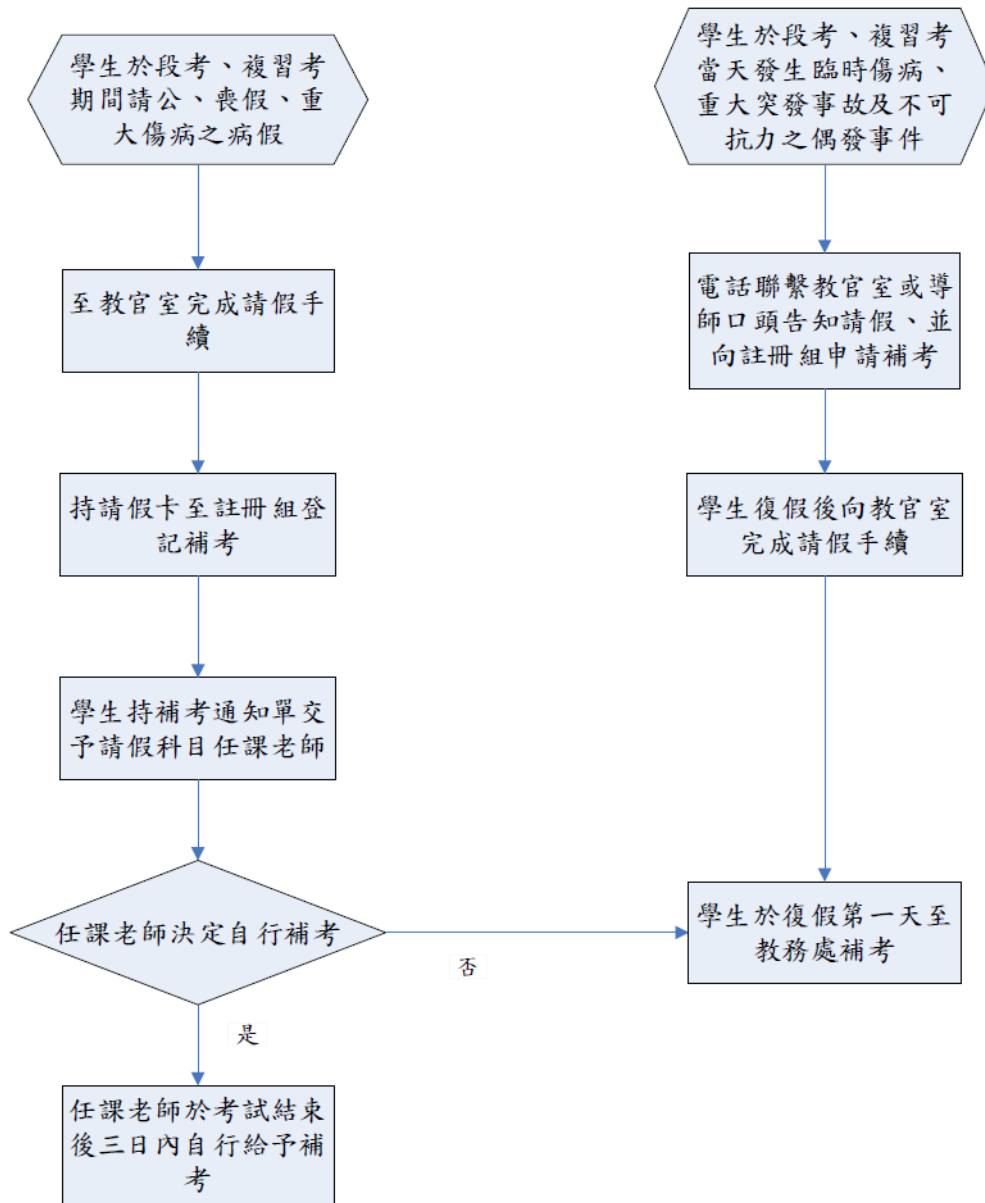 學生於段考、複習考
期間請公、喪假、重
大傷病之病假
至教官室完成請假手
續
持請假卡至註冊組登
記補考
學生持補考通知單交
予請假科目任課老師
任課老師決定自行補考
否
是
任課老師於考試結束
後三日內自行給予補
考
學生於段考、複習考
當天發生臨時傷病、
重大突發事故及不可
抗力之偶發事件
電話聯繫教官室或導
師口頭告知請假、並
向註冊組申請補考
學生復假後向教官室
完成請假手續
學生於復假第一天至
教務處補考